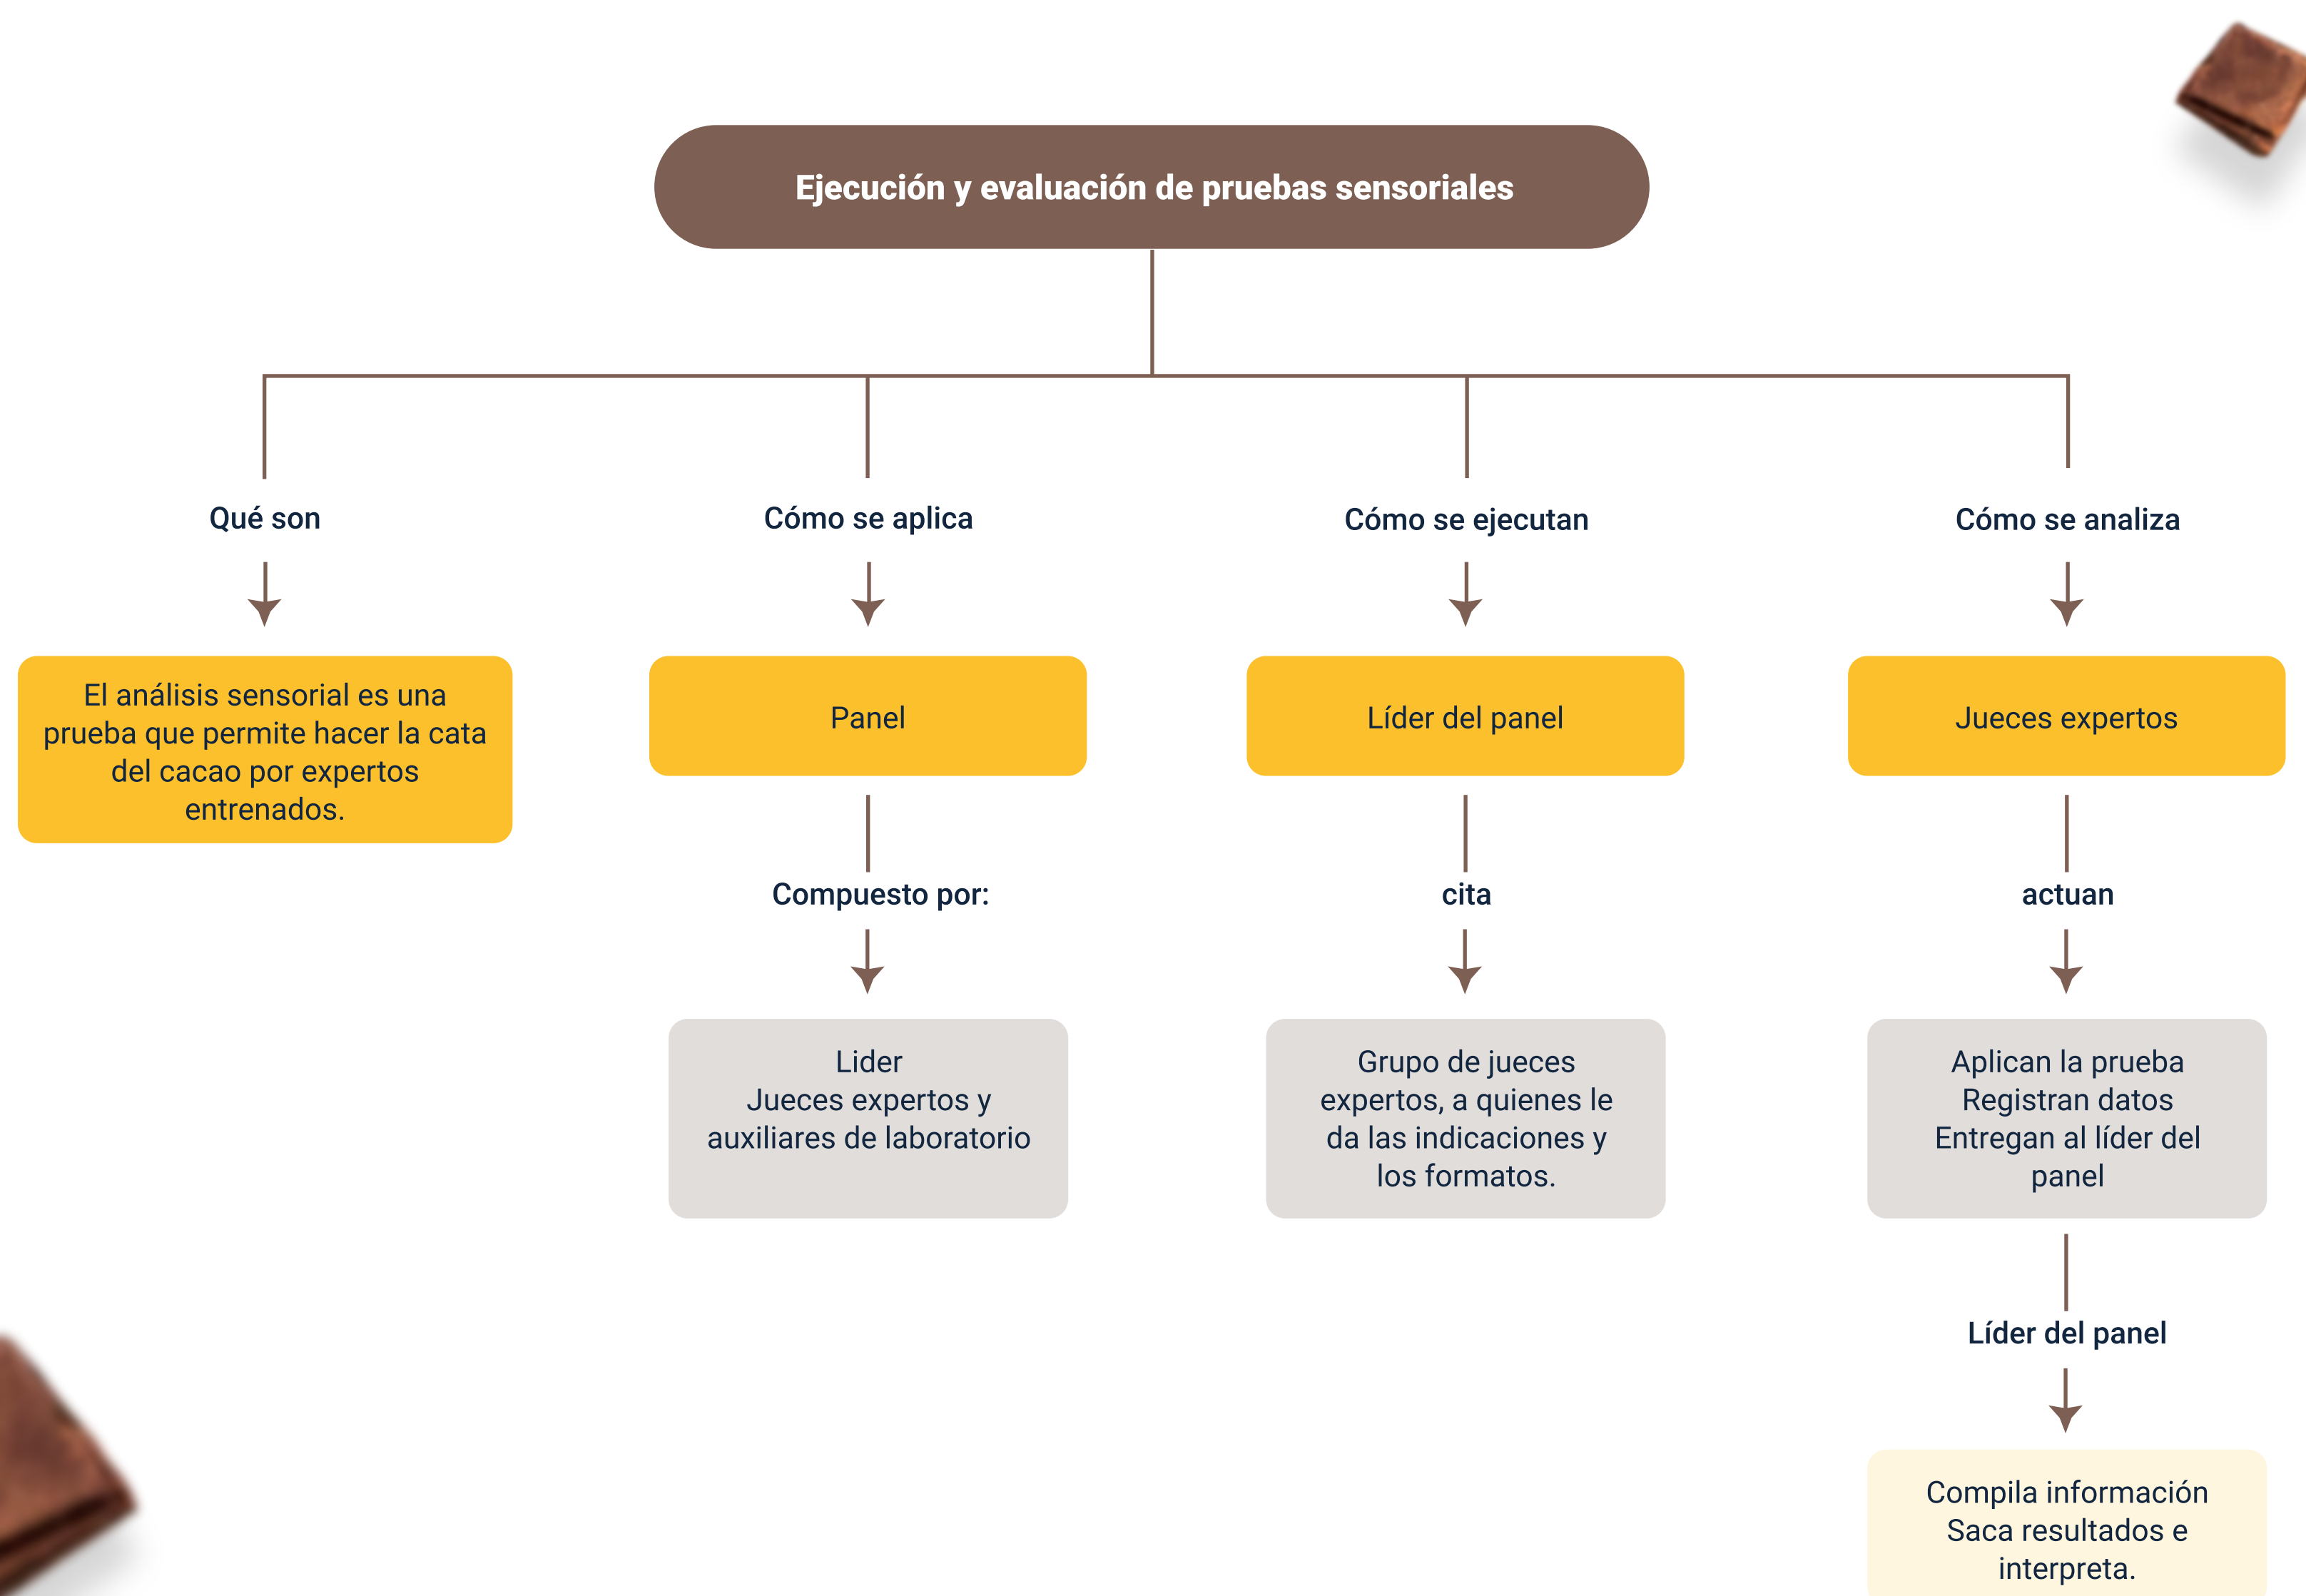 Ejecución y evaluación de pruebas sensoriales
Qué son
El análisis sensorial es una
prueba que permite hacer la cata
del cacao por expertos
entrenados.
Cómo se aplica
Panel
Compuesto por:
Lider
Jueces expertos y
auxiliares de laboratorio
Cómo se ejecutan
Líder del panel
cita
Grupo de jueces
expertos, a quienes le
da las indicaciones y
los formatos.
Cómo se analiza
Jueces expertos
actuan
Aplican la prueba
Registran datos
Entregan al líder del
panel
Líder del panel
Compila información
Saca resultados e
interpreta.